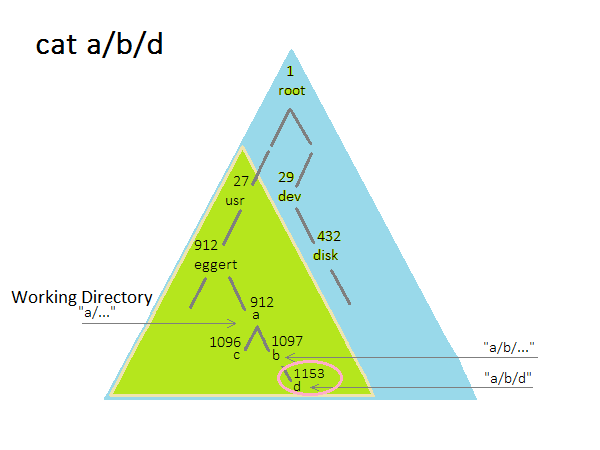 cat a/b/d
1
root
27
usr
29
dev
912
eggert
432
disk
Working Directory
"a/..."
912
a
1096
c
1097
b
"a/b/..."
1153
d
"a/b/d"